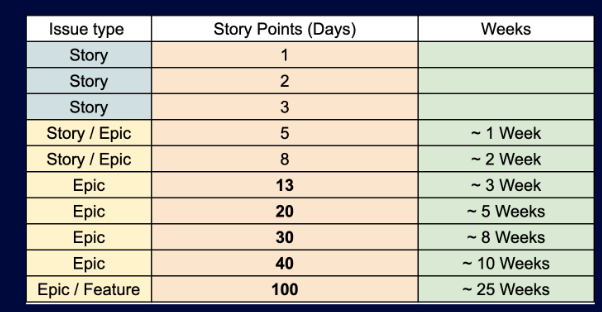 Issue type Story Points (Days) Weeks
Story 1
Story 2
Story 3
Story / Epic 5 ~ 1 Week
Story / Epic 8 ~ 2 Week
Epic 13 ~ 3 Week
Epic 20 ~ 5 Weeks
Epic 30 ~ 8 Weeks
Epic 40 ~ 10 Weeks
Epic / Feature 100 ~ 25 Weeks